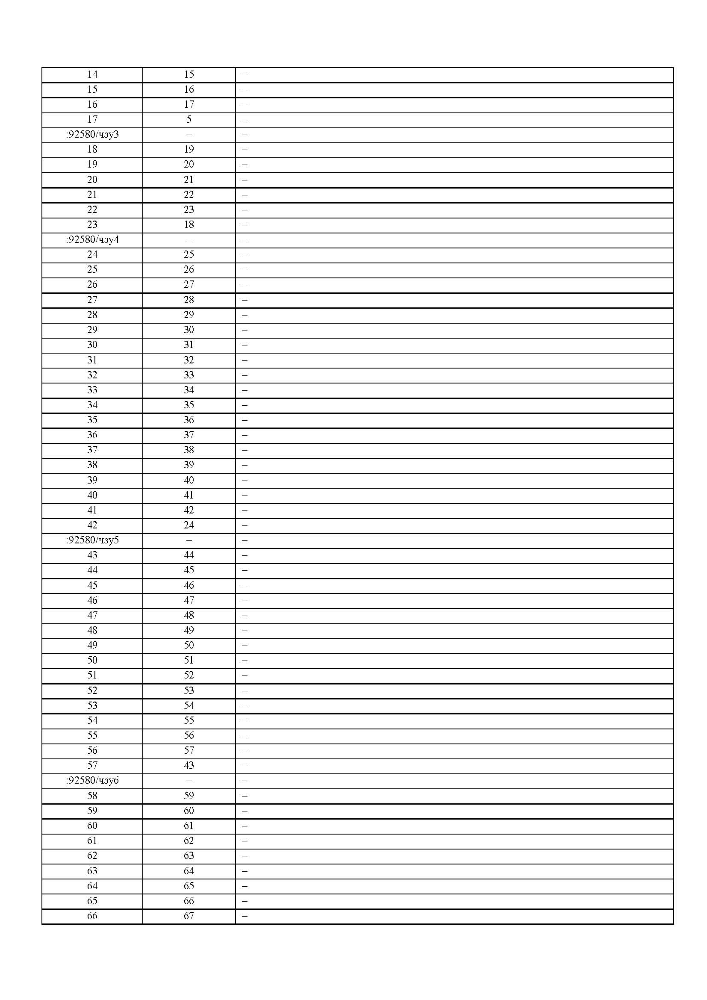 14 15 –
15 16 –
16 17 –
17 5 –
:92580/чзу3 – –
18 19 –
19 20 –
20 21 –
21 22 –
22 23 –
23 18 –
:92580/чзу4 – –
24 25 –
25 26 –
26 27 –
27 28 –
28 29 –
29 30 –
30 31 –
31 32 –
32 33 –
33 34 –
34 35 –
35 36 –
36 37 –
37 38 –
38 39 –
39 40 –
40 41 –
41 42 –
42 24 –
:92580/чзу5 – –
43 44 –
44 45 –
45 46 –
46 47 –
47 48 –
48 49 –
49 50 –
50 51 –
51 52 –
52 53 –
53 54 –
54 55 –
55 56 –
56 57 –
57 43 –
:92580/чзу6 – –
58 59 –
59 60 –
60 61 –
61 62 –
62 63 –
63 64 –
64 65 –
65 66 –
66 67 –